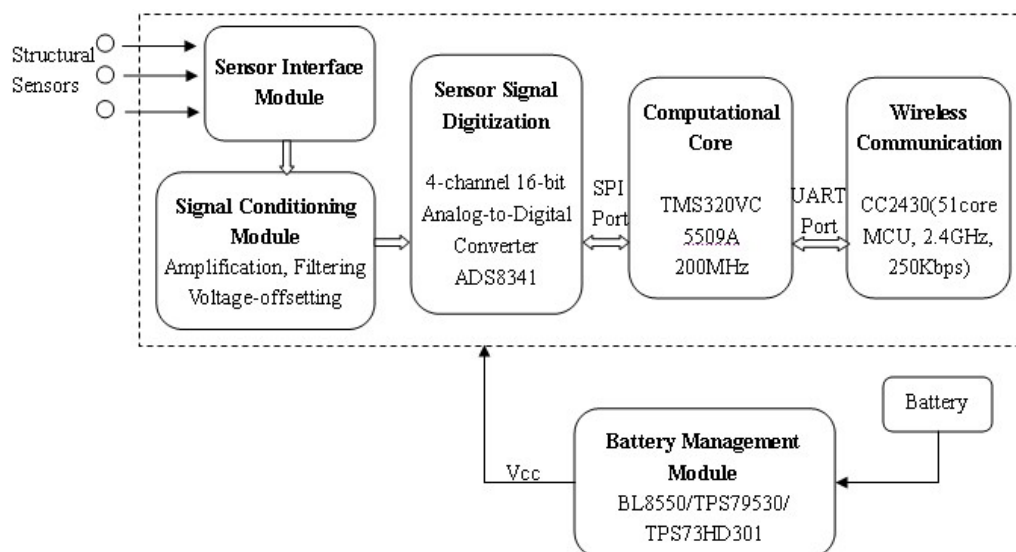 Structural
Sensors
Sensor Interface
Module
Signal Conditioning
Module
Amplification, Filtering
Voltage-offsetting
Sensor Signal
Digitization
4-channel 16-bit
Analog-to-Digital
Converter
ADS8341
SPI
Port
Computational
Core
TMS320VC
5509A
200MHz
UART
Port
Wireless
Communication
CC2430(51core
MCU, 2.4GHz,
250Kbps)
Battery
Battery Management
Module
BL8550/TPS79530/
TPS73HD301
Vcc